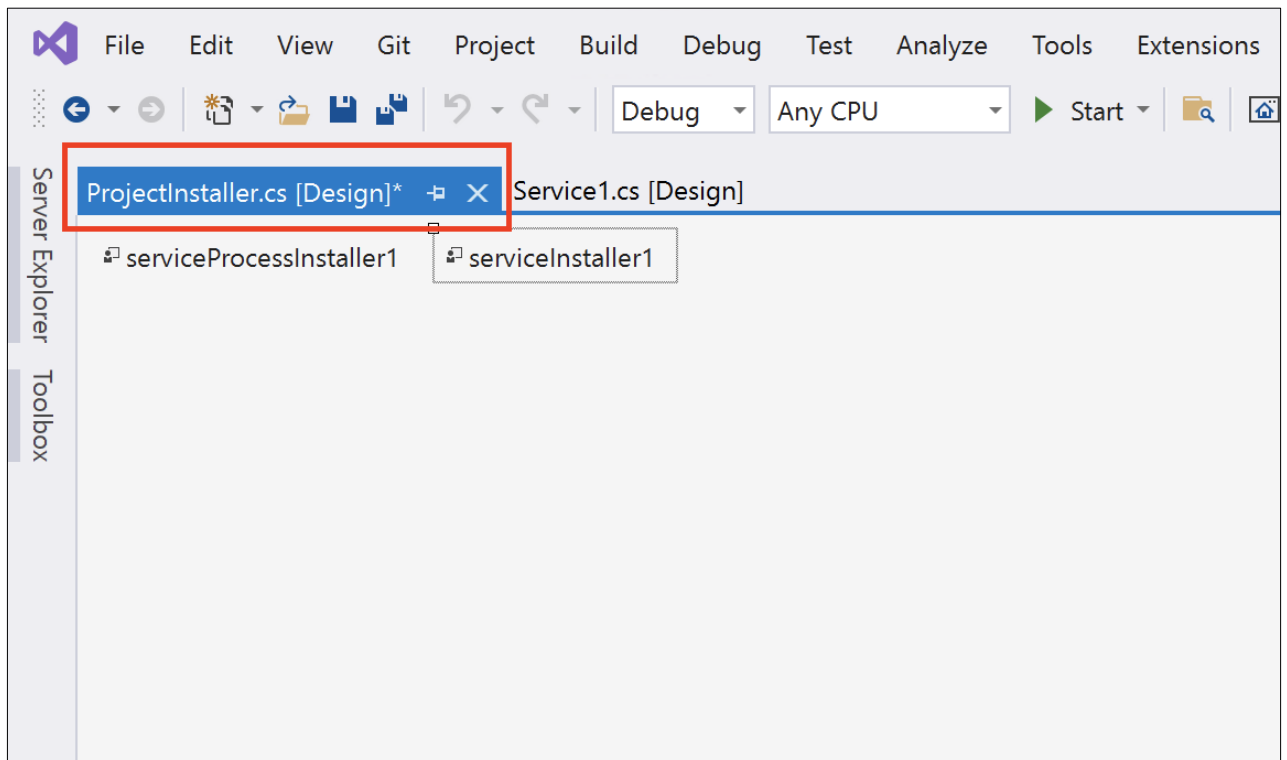 File Edit View Git Project Build Debug Test Analyze Tools Extensions
Debug Any CPU Start
ProjectInstaller.cs [Design]* Service1.cs [Design]
serviceProcessInstaller1 serviceInstaller1
Server Explorer
Toolbox